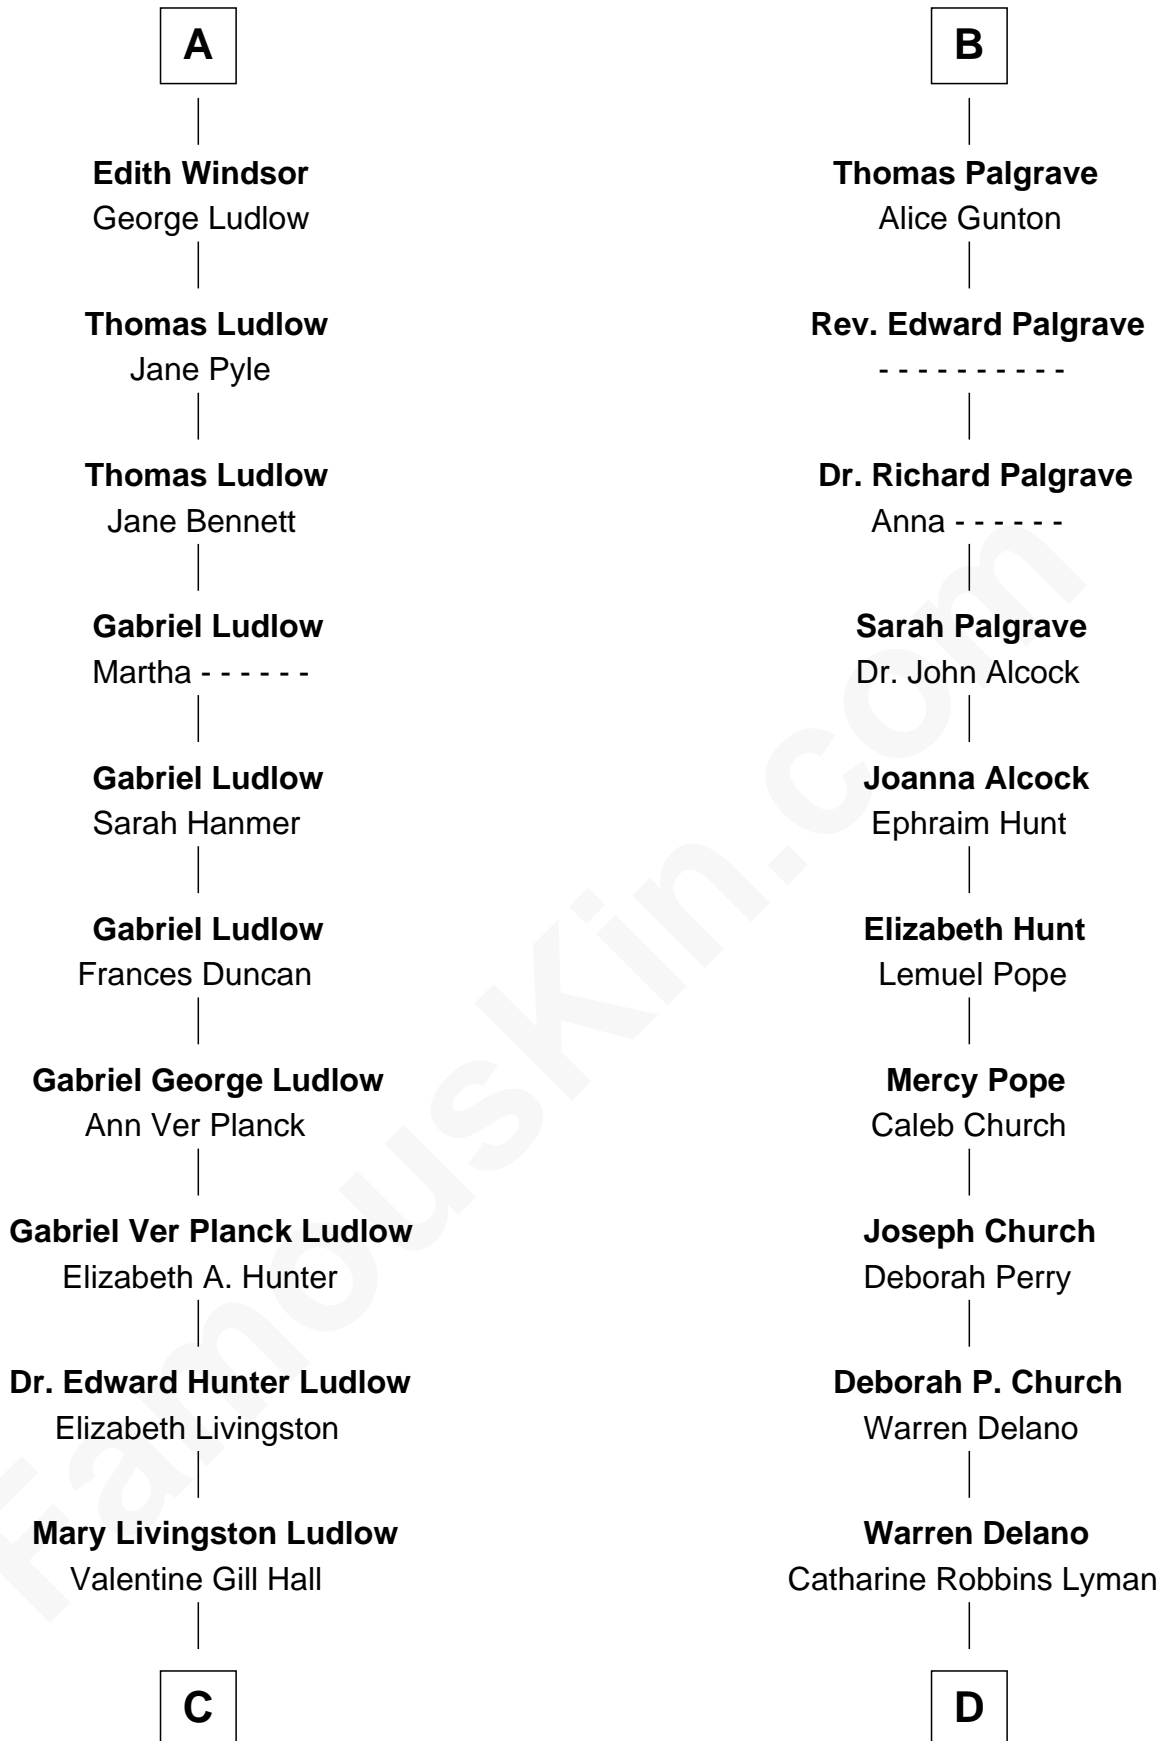 A
Edith Windsor
George Ludlow
Thomas Ludlow
Jane Pyle
Thomas Ludlow
Jane Bennett
Gabriel Ludlow
Martha - - - - - -
Gabriel Ludlow
Sarah Hanmer
Gabriel Ludlow
Frances Duncan
Gabriel George Ludlow
Ann Ver Planck
Gabriel Ver Planck Ludlow
Elizabeth A. Hunter
Dr. Edward Hunter Ludlow
Elizabeth Livingston
Mary Livingston Ludlow
Valentine Gill Hall
C
B
Thomas Palgrave
Alice Gunton
Rev. Edward Palgrave
- - - - - - - - - -
Dr. Richard Palgrave
Anna - - - - - -
Sarah Palgrave
Dr. John Alcock
Joanna Alcock
Ephraim Hunt
Elizabeth Hunt
Lemuel Pope
Mercy Pope
Caleb Church
Joseph Church
Deborah Perry
Deborah P. Church
Warren Delano
Warren Delano
Catharine Robbins Lyman
D
FamousKin.com